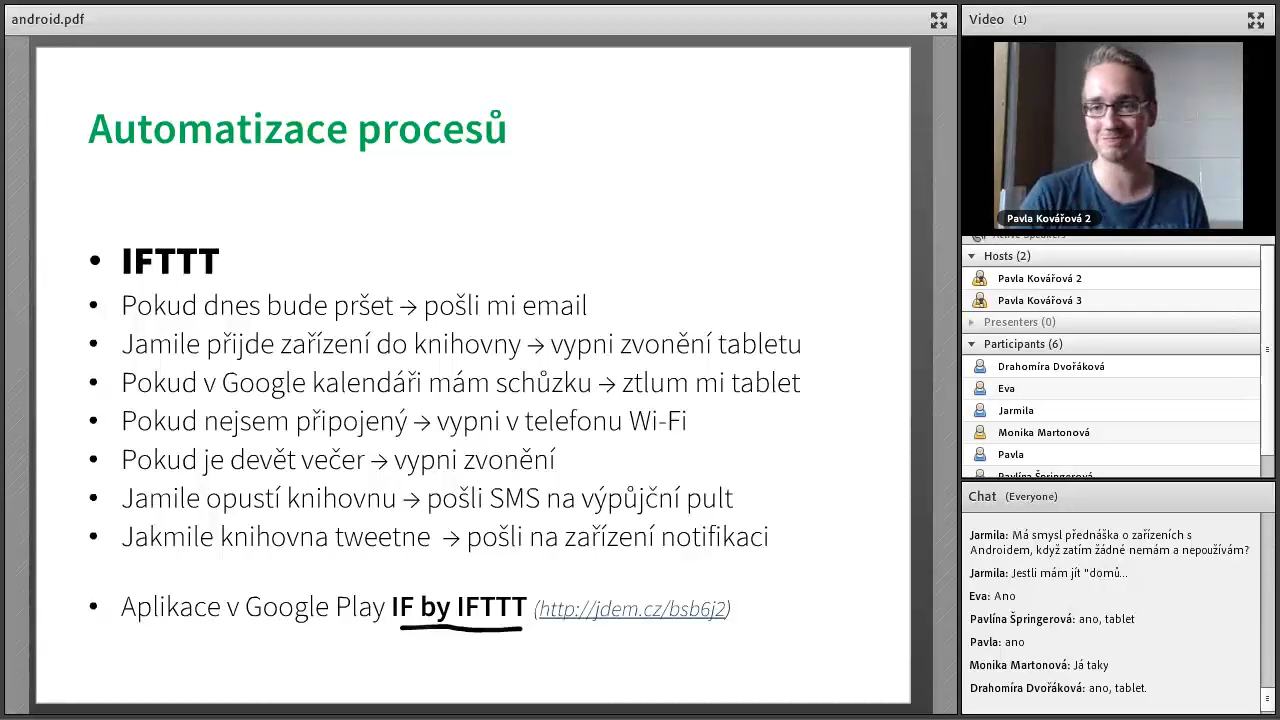 android.pdf
Automatizace procesů
• IFTTT
• Pokud dnes bude pršet → pošli mi email
• Jamile přijde zařízení do knihovny → vypni zvonění tabletu
• Pokud v Google kalendáři mám schůzku → ztlum mi tablet
• Pokud nejsem připojený → vypni v telefonu Wi-Fi
• Pokud je devět večer → vypni zvonění
• Jamile opustí knihovnu → pošli SMS na výpůjční pult
• Jakmile knihovna tweetne → pošli na zařízení notifikaci
• Aplikace v Google Play IF by IFTTT (http://jdem.cz/bsb6j2)
Video (1)
Pavla Kovářová 2
Active Speakers
Hosts (2)
Pavla Kovářová 2
Pavla Kovářová 3
Presenters (0)
Participants (6)
Drahomíra Dvořáková
Eva
Jarmila
Monika Martonová
Pavla
Pavlína Špringerová
Chat (Everyone)
Jarmila: Má smysl přednáška o zařízeních s
Androidem, když zatím žádné nemám a nepoužívám?
Jarmila: Jestli mám jít "domů...
Eva: Ano
Pavlína Špringerová: ano, tablet
Pavla: ano
Monika Martonová: Já taky
Drahomíra Dvořáková: ano, tablet.